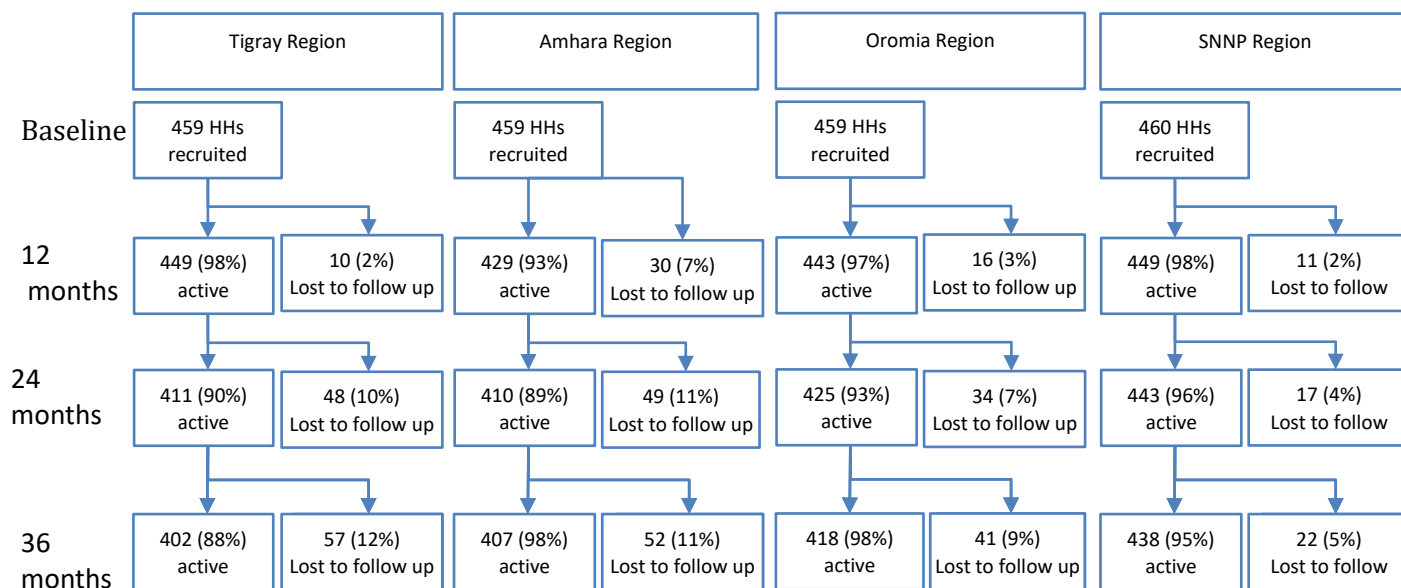 Tigray Region
Amhara Region
Oromia Region
SNNP Region
Baseline
459 HHs
recruited
459 HHs
recruited
459 HHs
recruited
460 HHs
recruited
12
months
449 (98%)
active
10 (2%)
Lost to follow up
429 (93%)
active
30 (7%)
Lost to follow up
443 (97%)
active
16 (3%)
Lost to follow up
449 (98%)
active
11 (2%)
Lost to follow
24
months
411 (90%)
active
48 (10%)
Lost to follow up
410 (89%)
active
49 (11%)
Lost to follow up
425 (93%)
active
34 (7%)
Lost to follow up
443 (96%)
active
17 (4%)
Lost to follow
36
months
402 (88%)
active
57 (12%)
Lost to follow up
407 (98%)
active
52 (11%)
Lost to follow up
418 (98%)
active
41 (9%)
Lost to follow up
438 (95%)
active
22 (5%)
Lost to follow